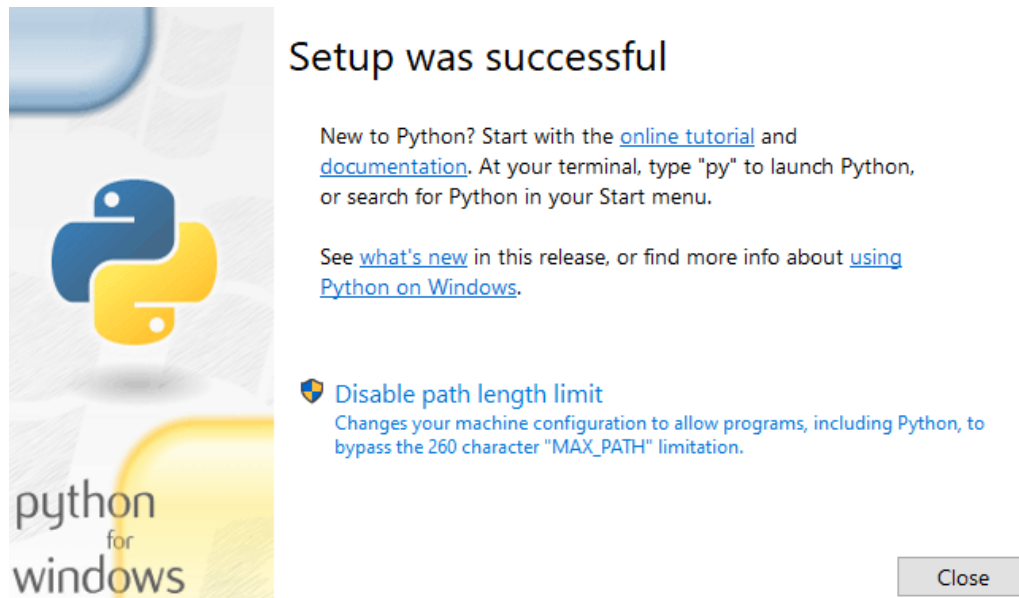 Setup was successful
New to Python? Start with the online tutorial and
documentation. At your terminal, type "py" to launch Python,
or search for Python in your Start menu.
See what's new in this release, or find more info about using
Python on Windows.
Disable path length limit
Changes your machine configuration to allow programs, including Python, to
bypass the 260 character "MAX_PATH" limitation.
python
for
windows
Close